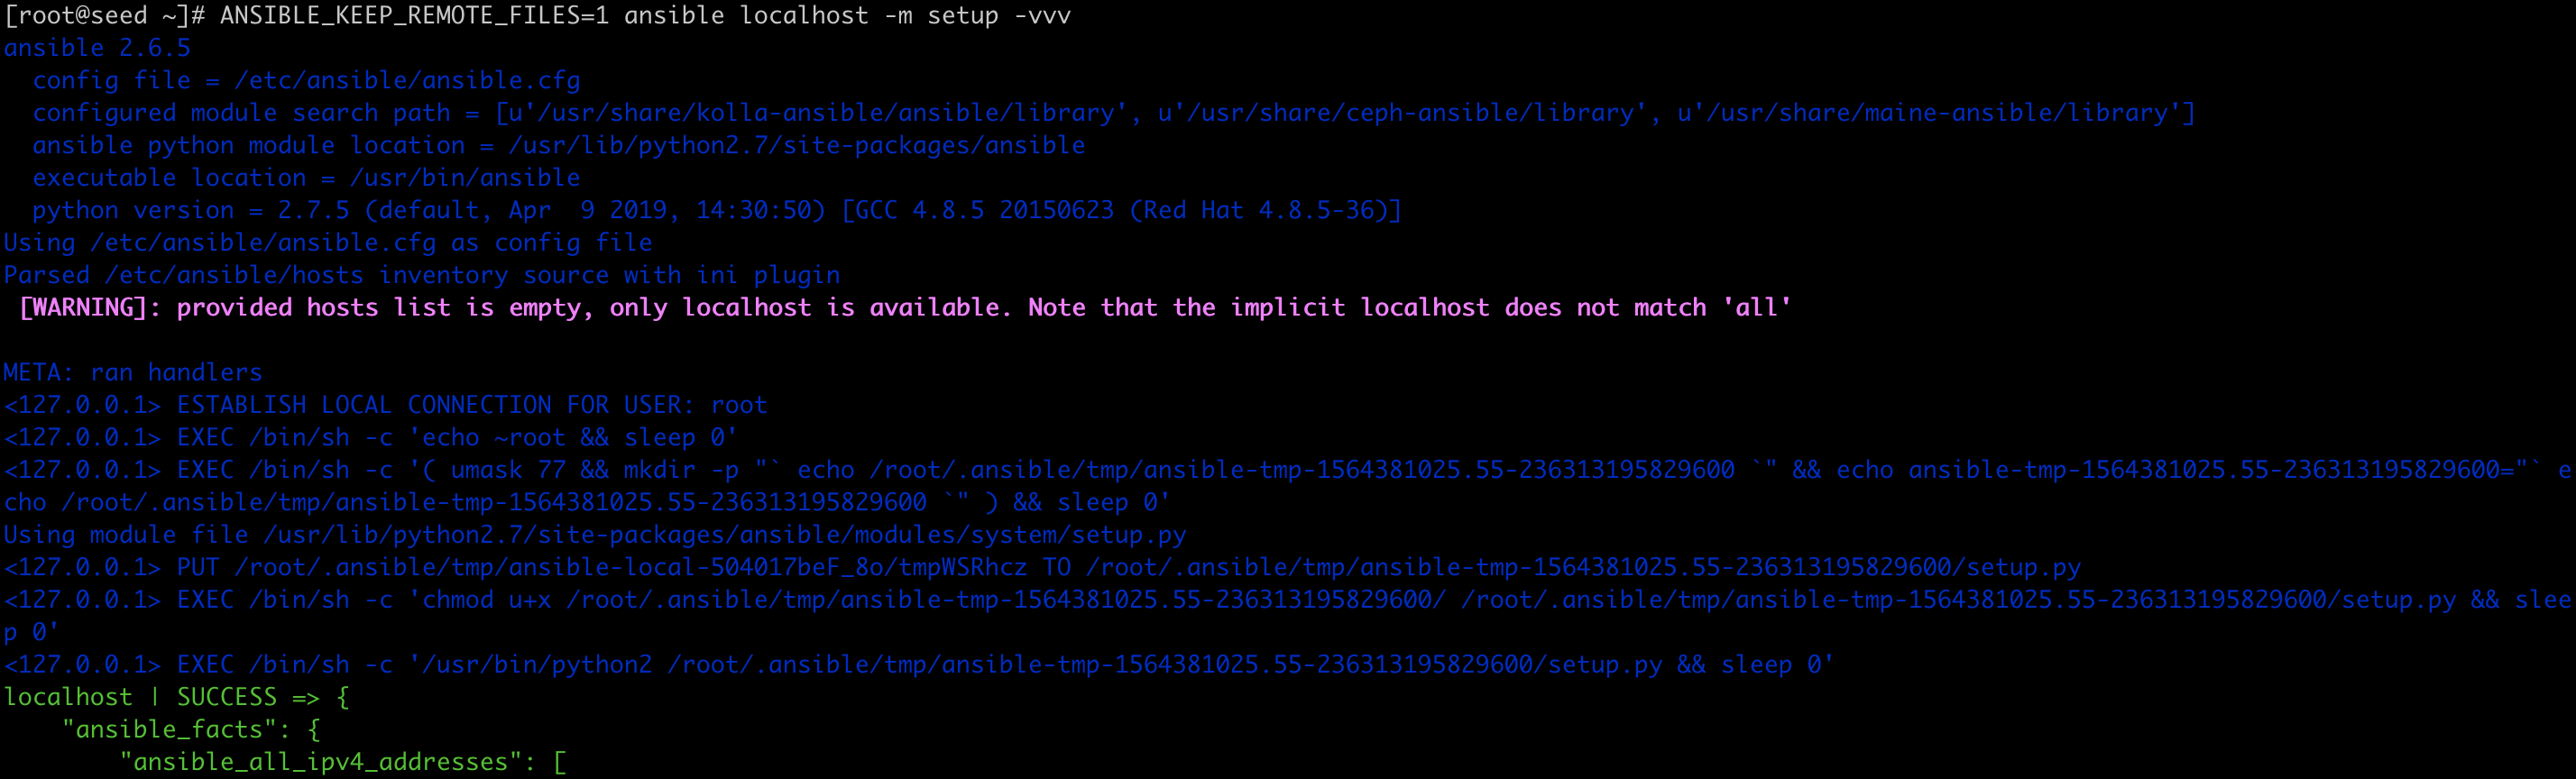 [root@seed ~]# ANSIBLE_KEEP_REMOTE_FILES=1 ansible localhost -m setup -vvv
ansible 2.6.5
  config file = /etc/ansible/ansible.cfg
  configured module search path = [u'/usr/share/kolla-ansible/ansible/library', u'/usr/share/ceph-ansible/library', u'/usr/share/maine-ansible/library']
  ansible python module location = /usr/lib/python2.7/site-packages/ansible
  executable location = /usr/bin/ansible
  python version = 2.7.5 (default, Apr  9 2019, 14:30:50) [GCC 4.8.5 20150623 (Red Hat 4.8.5-36)]
Using /etc/ansible/ansible.cfg as config file
Parsed /etc/ansible/hosts inventory source with ini plugin
 [WARNING]: provided hosts list is empty, only localhost is available. Note that the implicit localhost does not match 'all'
META: ran handlers
<127.0.0.1> ESTABLISH LOCAL CONNECTION FOR USER: root
<127.0.0.1> EXEC /bin/sh -c 'echo ~root && sleep 0'
<127.0.0.1> EXEC /bin/sh -c '( umask 77 && mkdir -p "` echo /root/.ansible/tmp/ansible-tmp-1564381025.55-236313195829600 `" && echo ansible-tmp-1564381025.55-236313195829600="` e
cho /root/.ansible/tmp/ansible-tmp-1564381025.55-236313195829600 `" ) && sleep 0'
Using module file /usr/lib/python2.7/site-packages/ansible/modules/system/setup.py
<127.0.0.1> PUT /root/.ansible/tmp/ansible-local-504017beF_8o/tmpWSRhcz TO /root/.ansible/tmp/ansible-tmp-1564381025.55-236313195829600/setup.py
<127.0.0.1> EXEC /bin/sh -c 'chmod u+x /root/.ansible/tmp/ansible-tmp-1564381025.55-236313195829600/ /root/.ansible/tmp/ansible-tmp-1564381025.55-236313195829600/setup.py && slee
p 0'
<127.0.0.1> EXEC /bin/sh -c '/usr/bin/python2 /root/.ansible/tmp/ansible-tmp-1564381025.55-236313195829600/setup.py && sleep 0'
localhost | SUCCESS => {
    "ansible_facts": {
        "ansible_all_ipv4_addresses": [